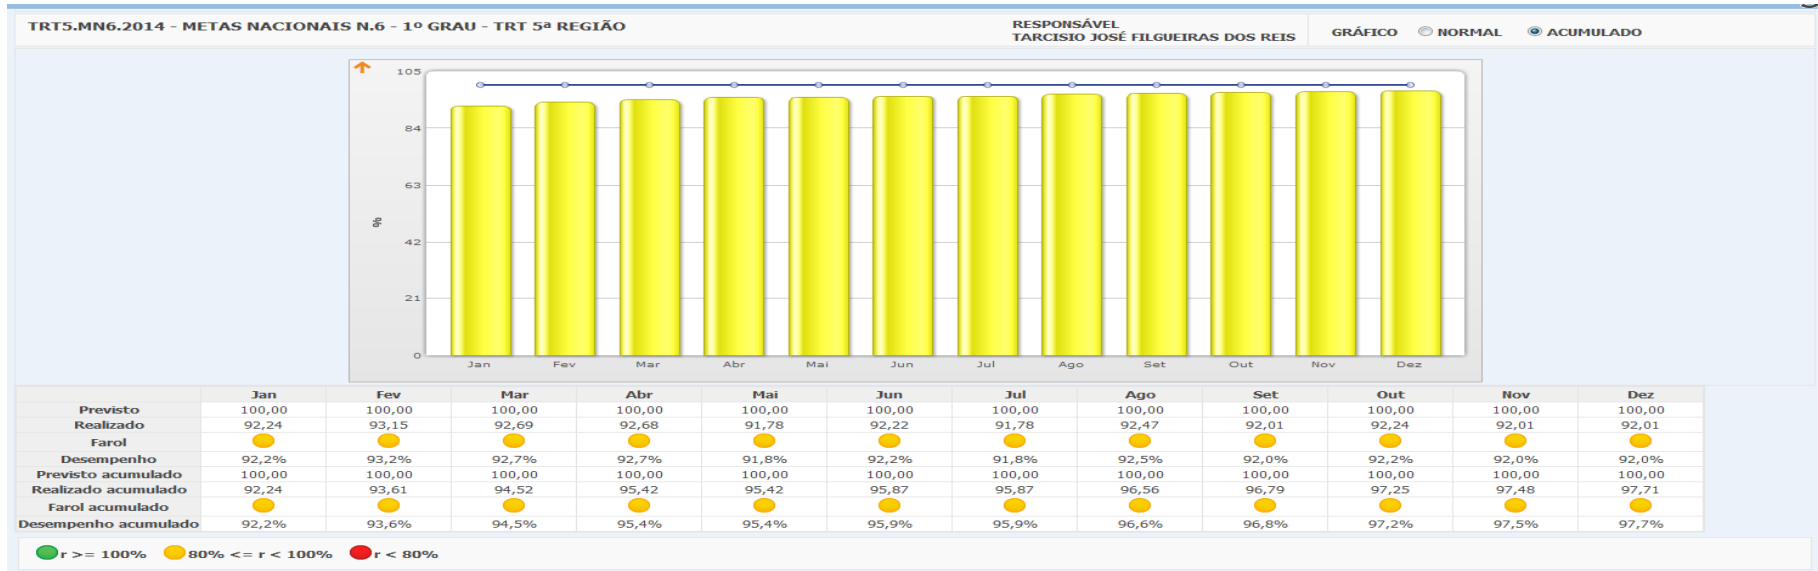 TRT5.MN6.2014 - METAS NACIONAIS N.6 - 1º GRAU - TRT 5ª REGIÃO
RESPONSÁVEL
TARCISIO JOSÉ FILGUEIRAS DOS REIS
GRÁFICO NORMAL ACUMULADO
105
84
63
42
21
0
%
Jan Fev Mar Abr Mai Jun Jul Ago Set Out Nov Dez
Jan Fev Mar Abr Mai Jun Jul Ago Set Out Nov Dez
Previsto 100,00 100,00 100,00 100,00 100,00 100,00 100,00 100,00 100,00 100,00 100,00 100,00
Realizado 92,24 93,15 92,69 92,68 91,78 92,22 91,78 92,47 92,01 92,24 92,01 92,01
Farol
Desempenho 92,2% 93,2% 92,7% 92,7% 91,8% 92,2% 91,8% 92,5% 92,0% 92,2% 92,0% 92,0%
Previsto acumulado 100,00 100,00 100,00 100,00 100,00 100,00 100,00 100,00 100,00 100,00 100,00 100,00
Realizado acumulado 92,24 93,61 94,52 95,42 95,42 95,87 95,87 96,56 96,79 97,25 97,48 97,71
Farol acumulado
Desempenho acumulado 92,2% 93,6% 94,5% 95,4% 95,4% 95,9% 95,9% 96,6% 96,8% 97,2% 97,5% 97,7%
r >= 100% 80% <= r < 100% r < 80%